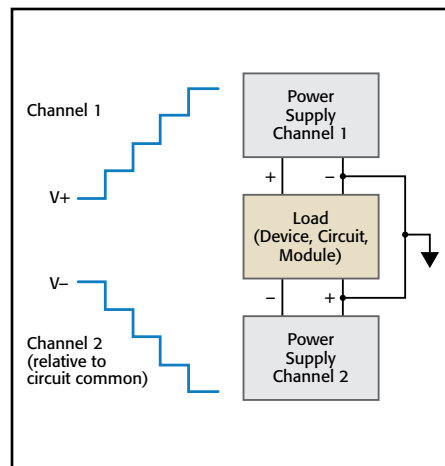 Channel 1
V+
Power
Supply
Channel 1
+ –
Load
(Device, Circuit,
Module)
– +
V–
Channel 2
(relative to
circuit common)
Power
Supply
Channel 2